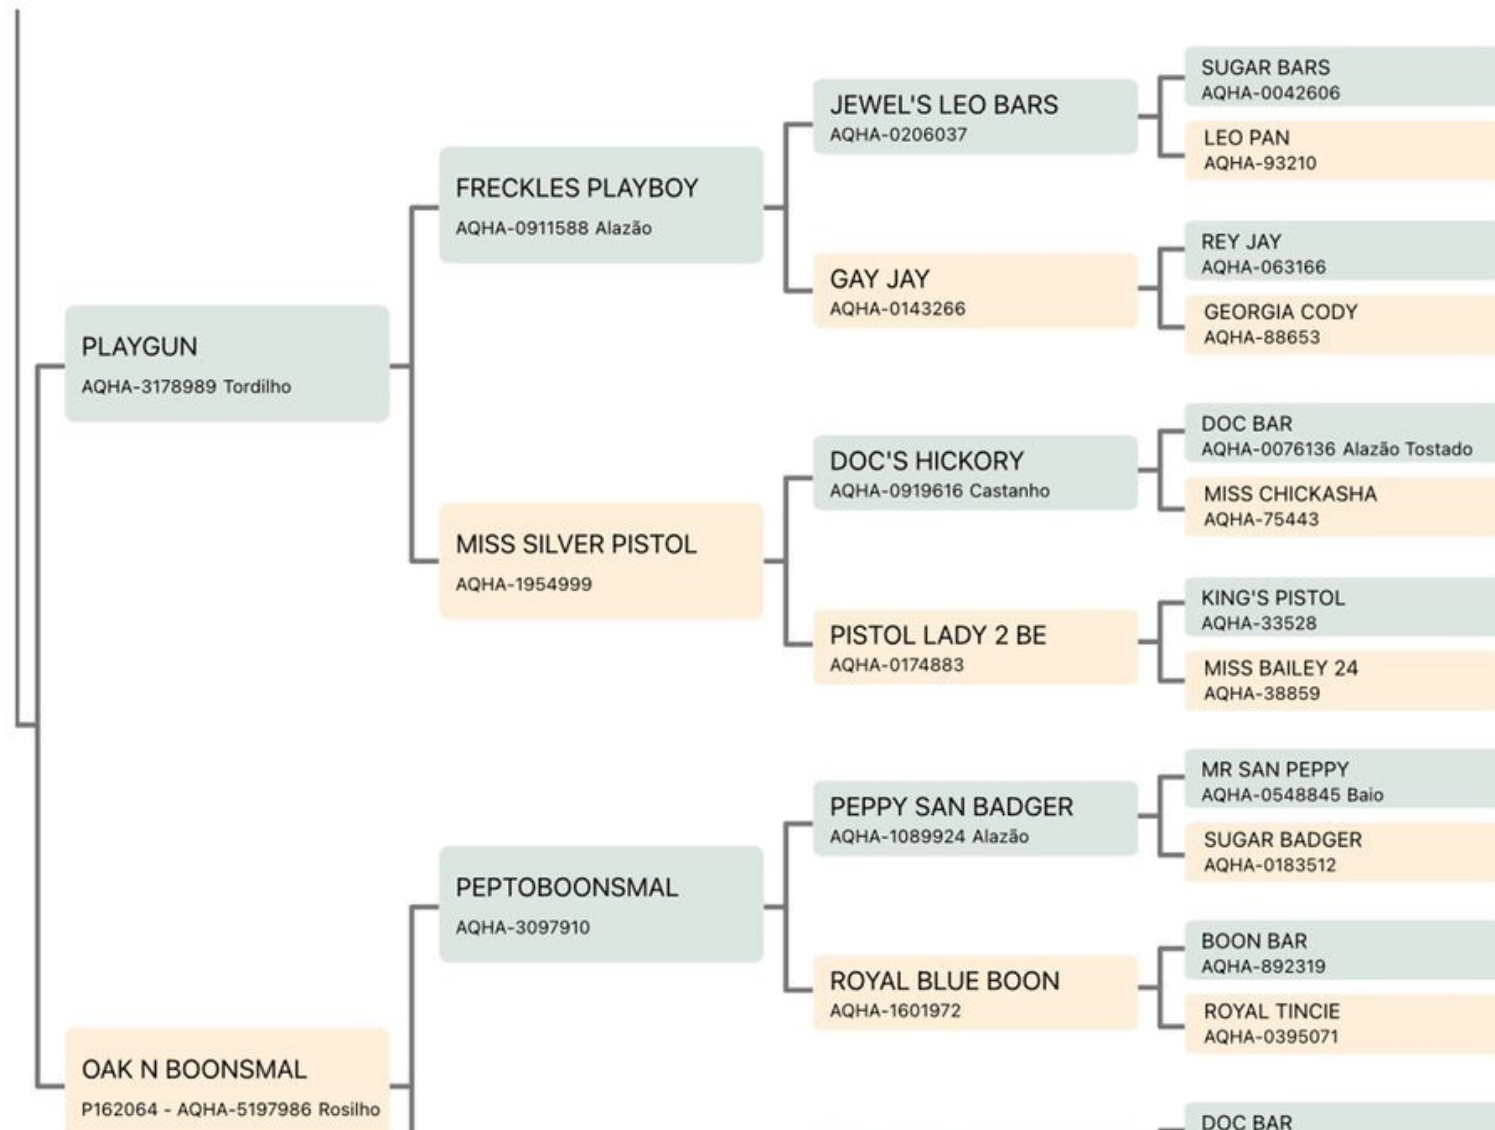 SUGAR BARS
AQHA-0042606
JEWEL'S LEO BARS
AQHA-0206037
LEO PAN
AQHA-93210
FRECKLES PLAYBOY
AQHA-0911588 Alazão
REY JAY
AQHA-063166
GAY JAY
AQHA-0143266
GEORGIA CODY
AQHA-88653
PLAYGUN
AQHA-3178989 Tordilho
DOC BAR
AQHA-0076136 Alazão Tostado
DOC'S HICKORY
AQHA-0919616 Castanho
MISS CHICKASHA
AQHA-75443
MISS SILVER PISTOL
AQHA-1954999
KING'S PISTOL
AQHA-33528
PISTOL LADY 2 BE
AQHA-0174883
MISS BAILEY 24
AQHA-38859
MR SAN PEPPY
AQHA-0548845 Baio
PEPPY SAN BADGER
AQHA-1089924 Alazão
SUGAR BADGER
AQHA-0183512
PEPTOBOONSMAL
AQHA-3097910
BOON BAR
AQHA-892319
ROYAL BLUE BOON
AQHA-1601972
ROYAL TINCIE
AQHA-0395071
OAK N BOONSMAL
P162064 - AQHA-5197986 Rosilho
DOC BAR